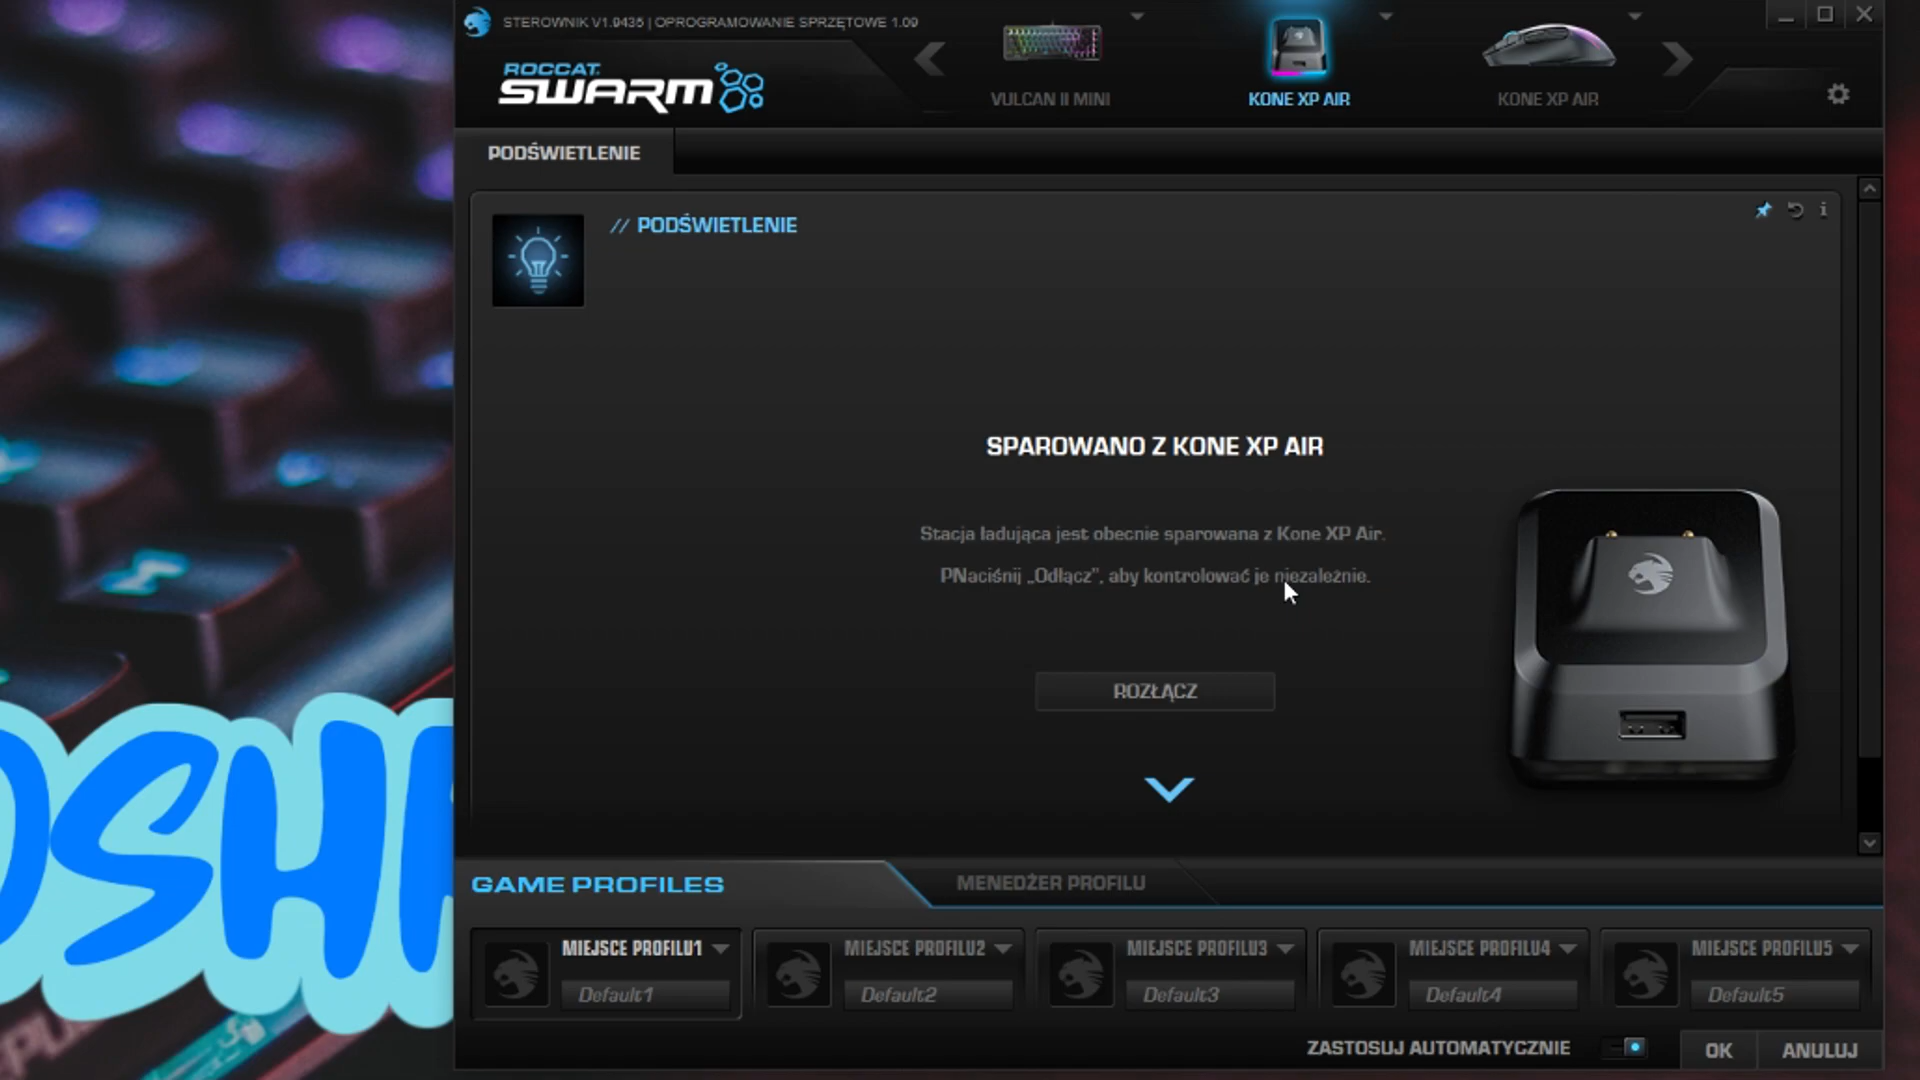 STEROWNIK V1.9435 | OPROGRAMOWANIE SPRZĘTOWE 1.09
ROCCAT
SWARM
VULCAN II MINI
KONE XP AIR
KONE XP AIR
PODŚWIETLENIE
// PODŚWIETLENIE
SPAROWANO Z KONE XP AIR
Stacja ładująca jest obecnie sparowana z Kone XP Air.
PNaciśnij „Odłącz”, aby kontrolować je niezależnie.
ROZŁĄCZ
GAME PROFILES
MENEDŻER PROFILU
MIEJSCE PROFILU1
Default1
MIEJSCE PROFILU2
Default2
MIEJSCE PROFILU3
Default3
MIEJSCE PROFILU4
Default4
MIEJSCE PROFILU5
Default5
ZASTOSUJ AUTOMATYCZNIE
OK
ANULUJ